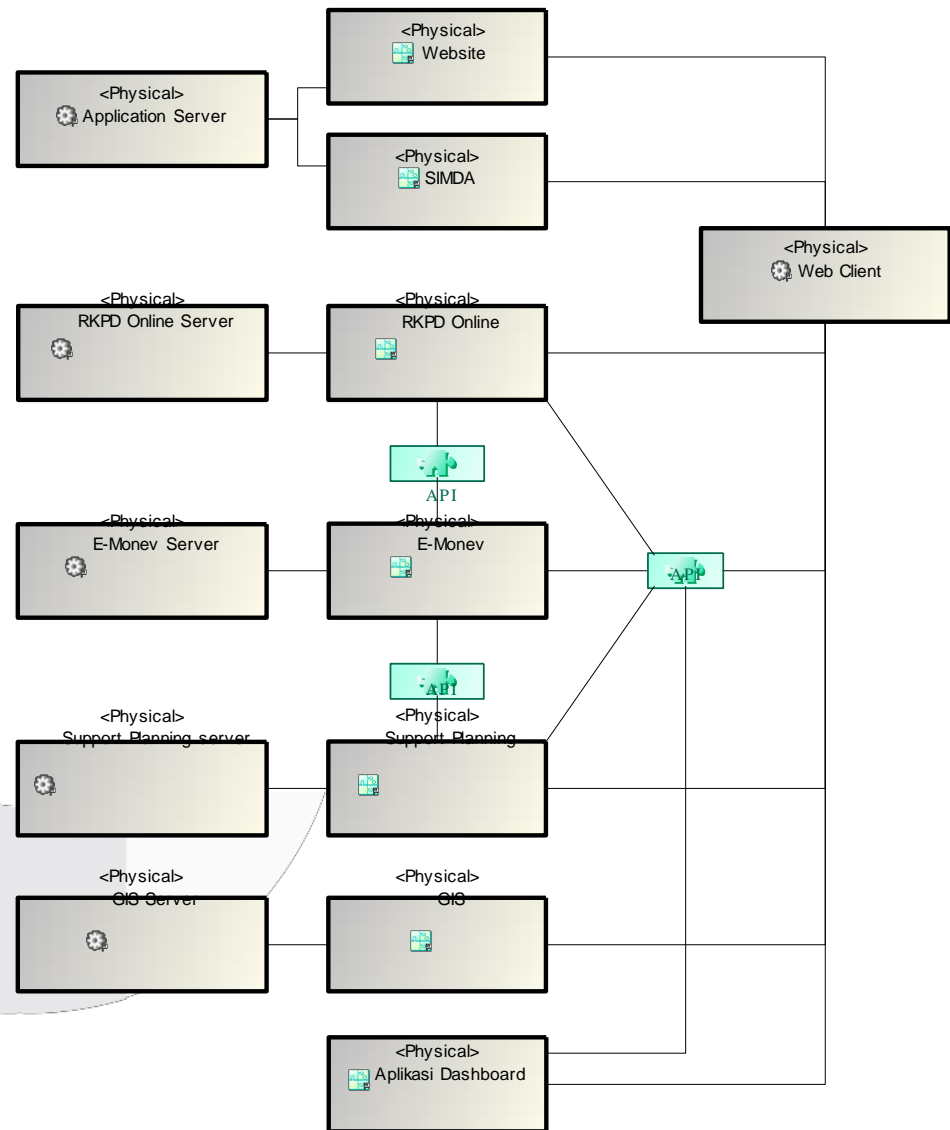 <Physical>
Website
<Physical>
Application Server
<Physical>
SIMDA
<Physical>
Web Client
<Physical>
RKPD Online Server
<Physical>
RKPD Online
API
<Physical>
E-Monev Server
<Physical>
E-Monev
API
API
<Physical>
Support Planning server
<Physical>
Support Planning
<Physical>
GIS Server
<Physical>
GIS
<Physical>
Aplikasi Dashboard